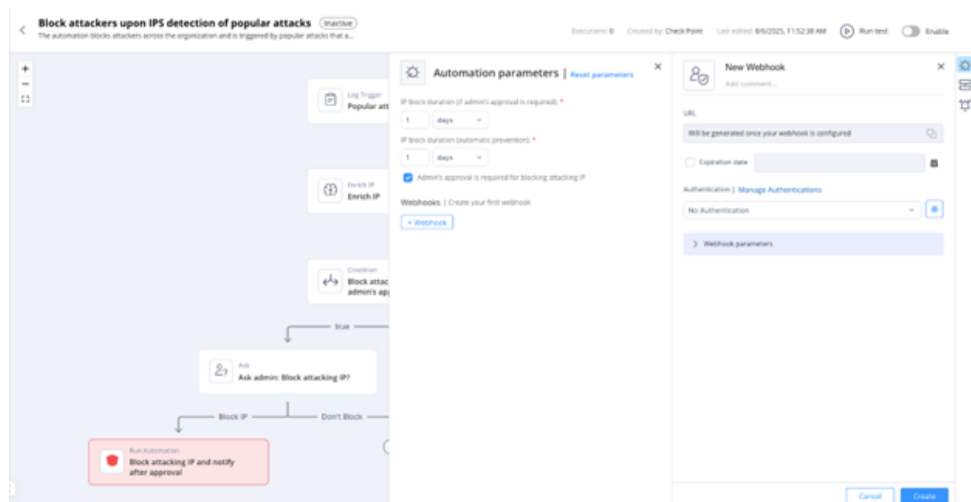 Block attackers upon IPS detection of popular attacks Inactive
The automation blocks attackers across the organization and is triggered by popular attacks that a...
Executions: 0 Created by: Check Point Last edited: 8/6/2025, 11:52:38 AM Run test Enable
Log Trigger
Popular att
Enrich IP
Enrich IP
Condition
Block attac
admin's ap
true
Ask
Ask admin: Block attacking IP?
Block IP
Don't Block
Run Automation
Block attacking IP and notify
after approval
Automation parameters | Reset parameters
IP block duration (if admin's approval is required): *
1 days
IP block duration (automatic prevention): *
1 days
Admin's approval is required for blocking attacking IP
Webhooks | Create your first webhook
+ Webhook
New Webhook
Add comment...
URL
Will be generated once your webhook is configured
Expiration date
Authentication | Manage Authentications
No Authentication
Webhook parameters
Cancel Create